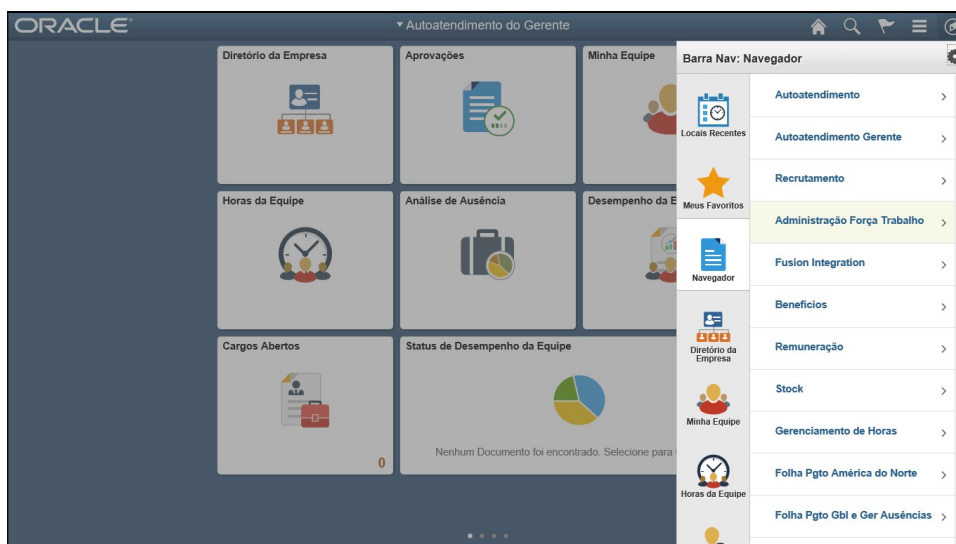 ORACLE
Autoatendimento do Gerente
Diretório da Empresa
Aprovações
Minha Equipe
Horas da Equipe
Análise de Ausência
Desempenho da E
Cargos Abertos
0
Status de Desempenho da Equipe
Nenhum Documento foi encontrado. Selecione para
Barra Nav: Navegador
Locais Recentes
Meus Favoritos
Navegador
Diretório da
Empresa
Minha Equipe
Horas da Equipe
Autoatendimento
Autoatendimento Gerente
Recrutamento
Administração Força Trabalho
Fusion Integration
Benefícios
Remuneração
Stock
Gerenciamento de Horas
Folha Pgto América do Norte
Folha Pgto Gbl e Ger Ausências